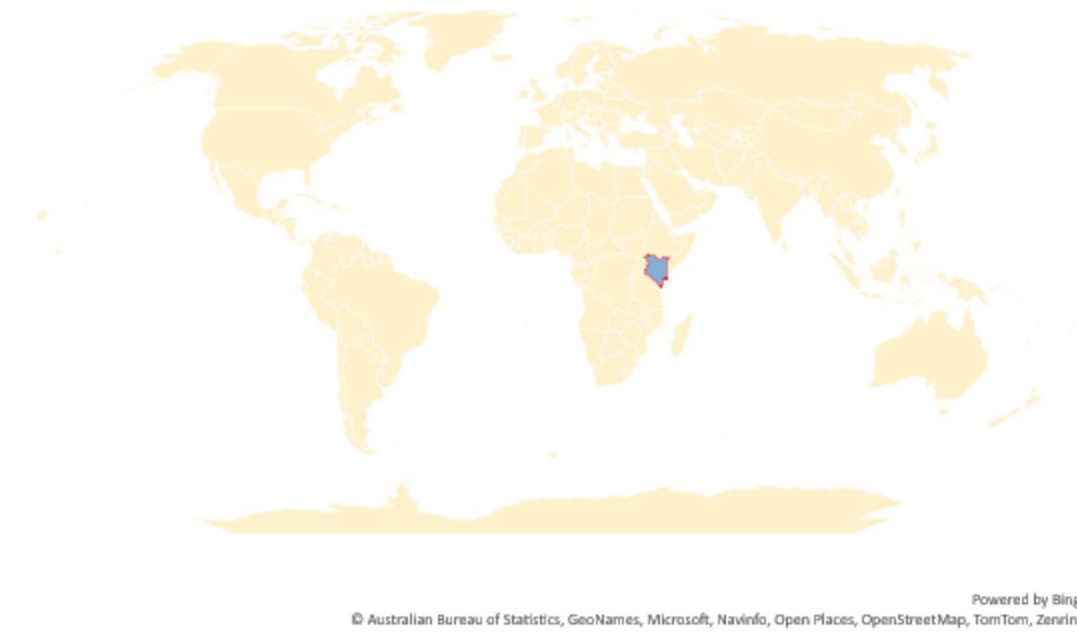 Powered by Bing
© Australian Bureau of Statistics, GeoNames, Microsoft, Navinfo, Open Places, OpenStreetMap, TomTom, Zenrin